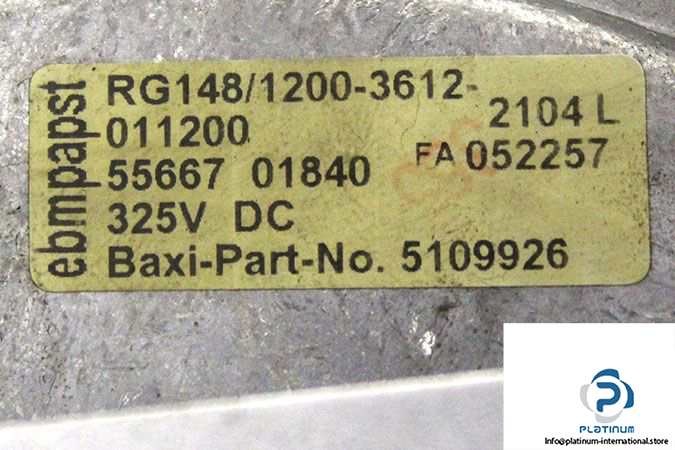 ebmpapst
RG148/1200-3612-
2104 L
011200
FA 052257
55667 01840
325V DC
Baxi-Part-No. 5109926
PLATINUM
Info@platinum-international.store